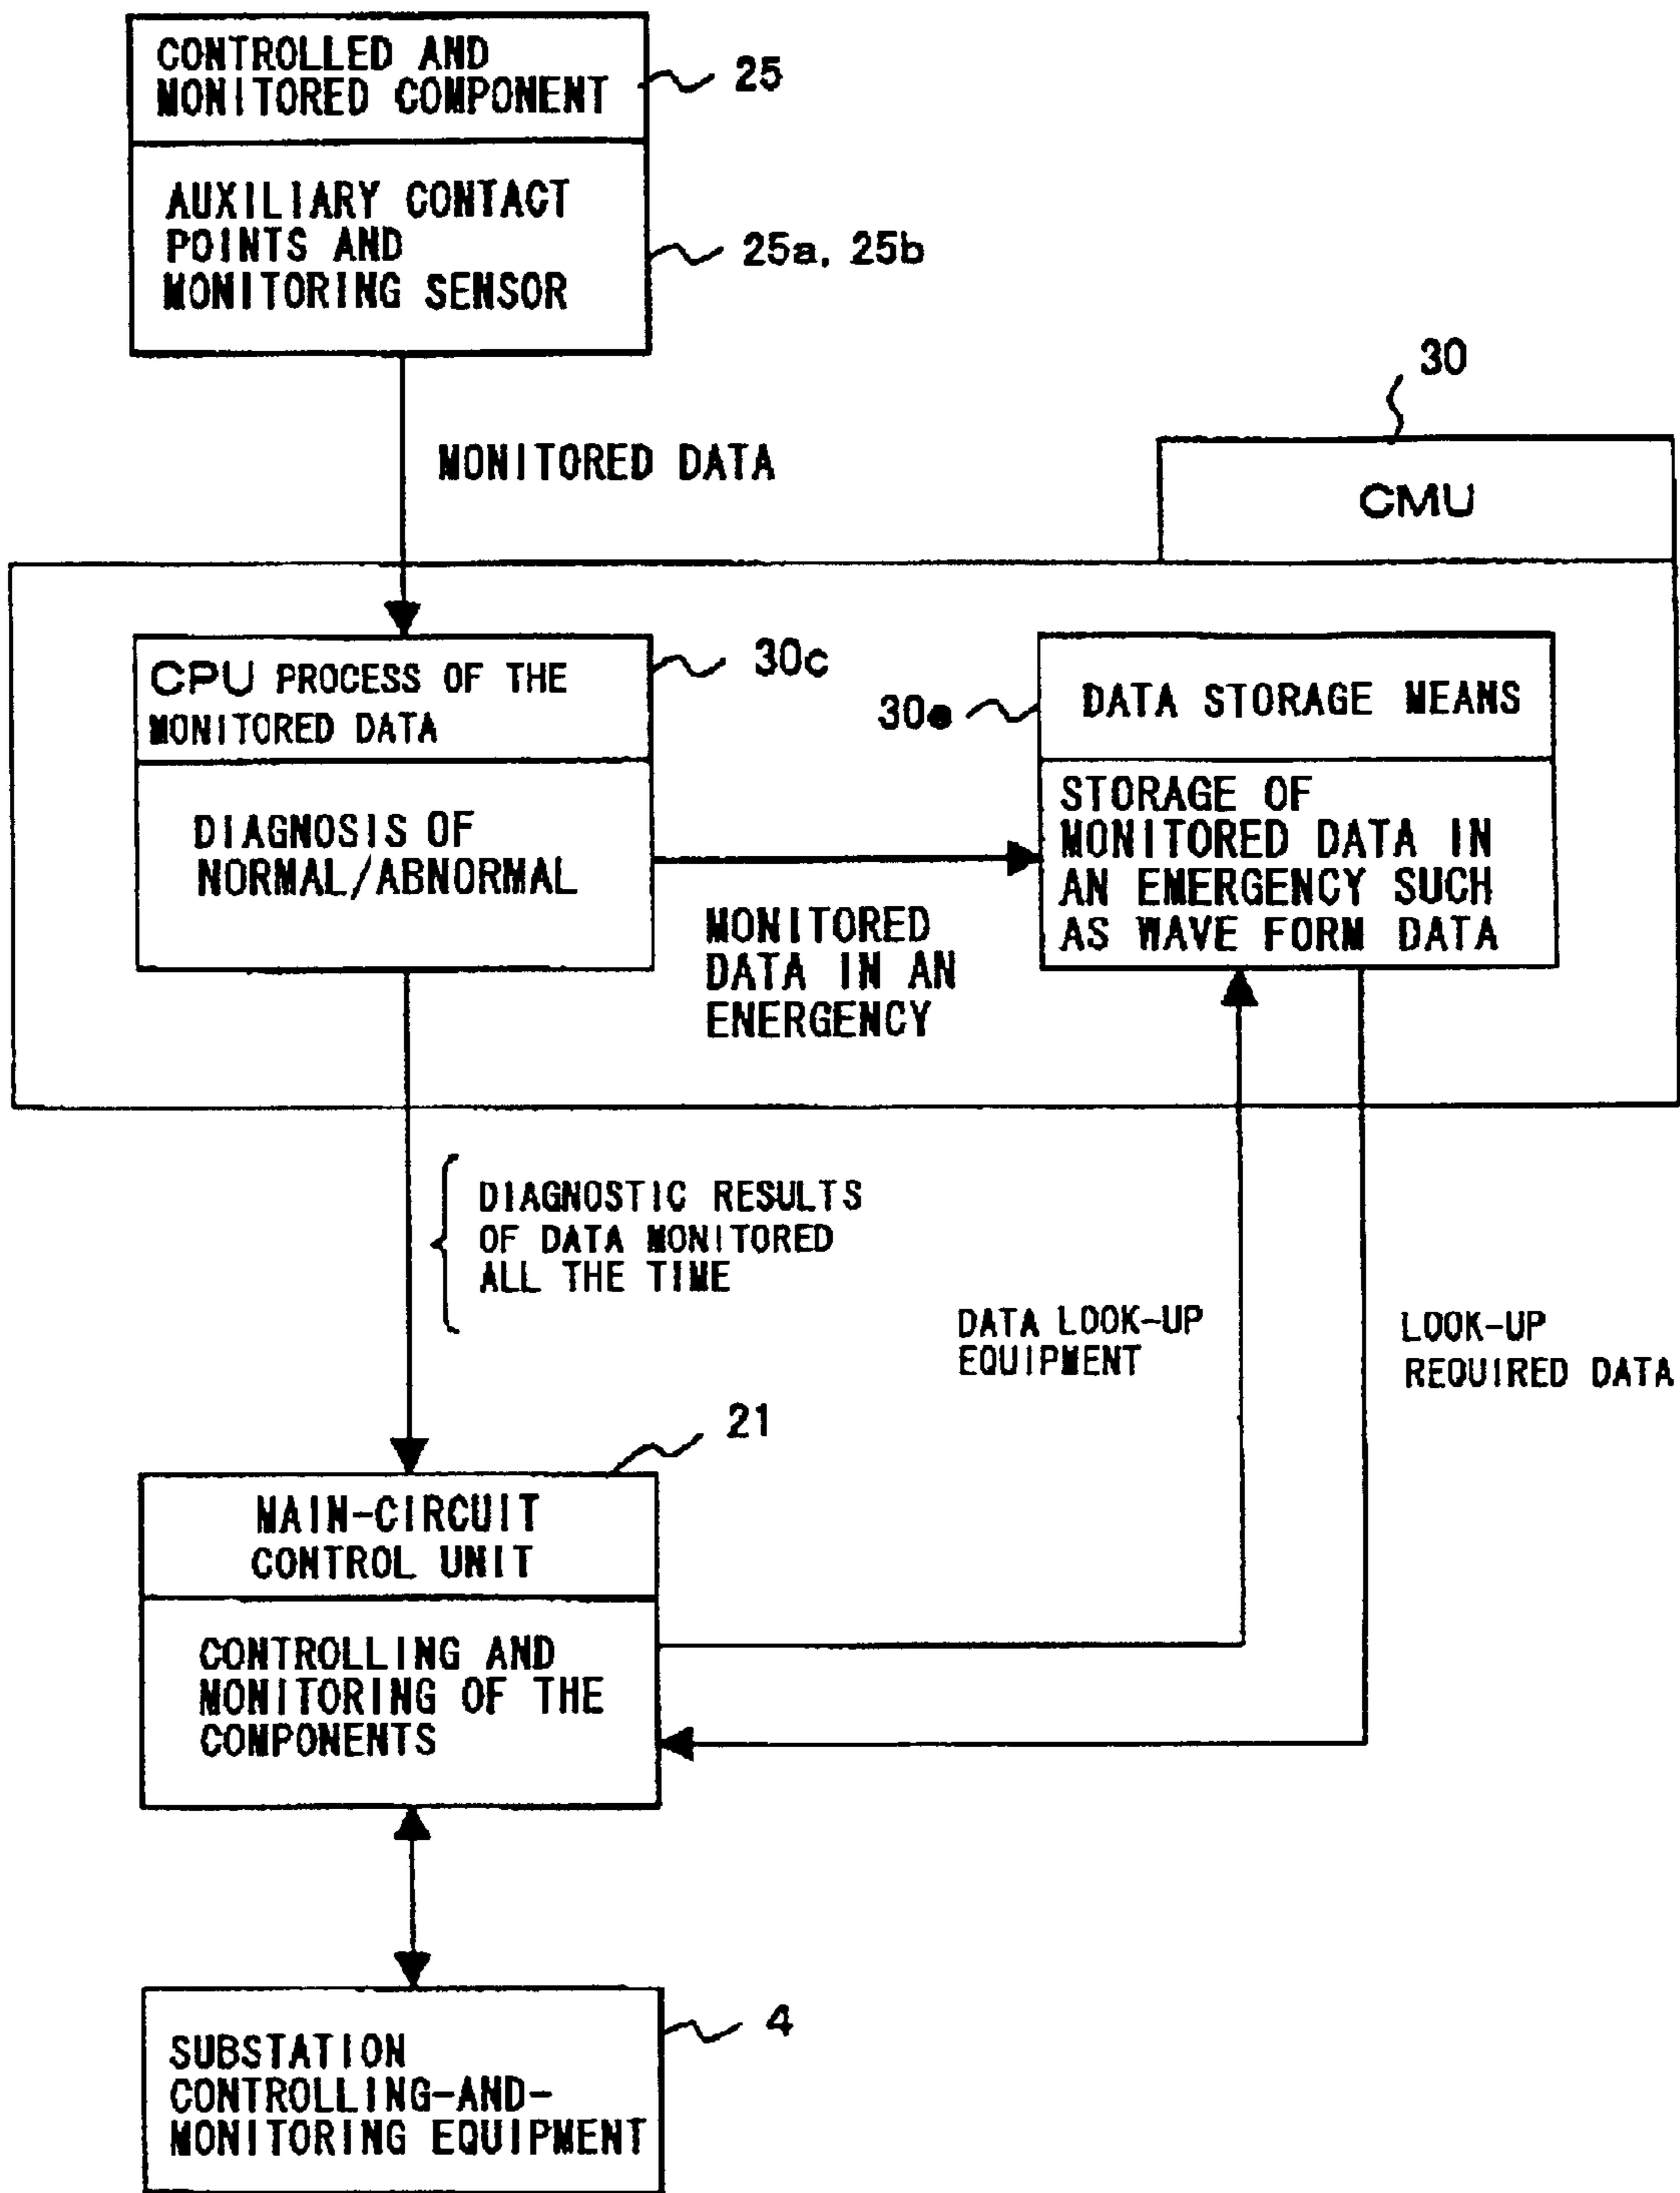 CONTROLLED AND
MONITORED COMPONENT
25
AUXILIARY CONTACT
POINTS AND
MONITORING SENSOR
25a, 25b
MONITORED DATA
30
CMU
CPU PROCESS OF THE
MONITORED DATA
30c
DIAGNOSIS OF
NORMAL/ABNORMAL
MONITORED
DATA IN AN
ENERGENCY
30e
DATA STORAGE MEANS
STORAGE OF
MONITORED DATA IN
AN EMERGENCY SUCH
AS WAVE FORM DATA
DIAGNOSTIC RESULTS
OF DATA MONITORED
ALL THE TIME
DATA LOOK-UP
EQUIPMENT
LOOK-UP
REQUIRED DATA
21
MAIN-CIRCUIT
CONTROL UNIT
CONTROLLING AND
MONITORING OF THE
COMPONENTS
4
SUBSTATION
CONTROLLING-AND-
MONITORING EQUIPMENT